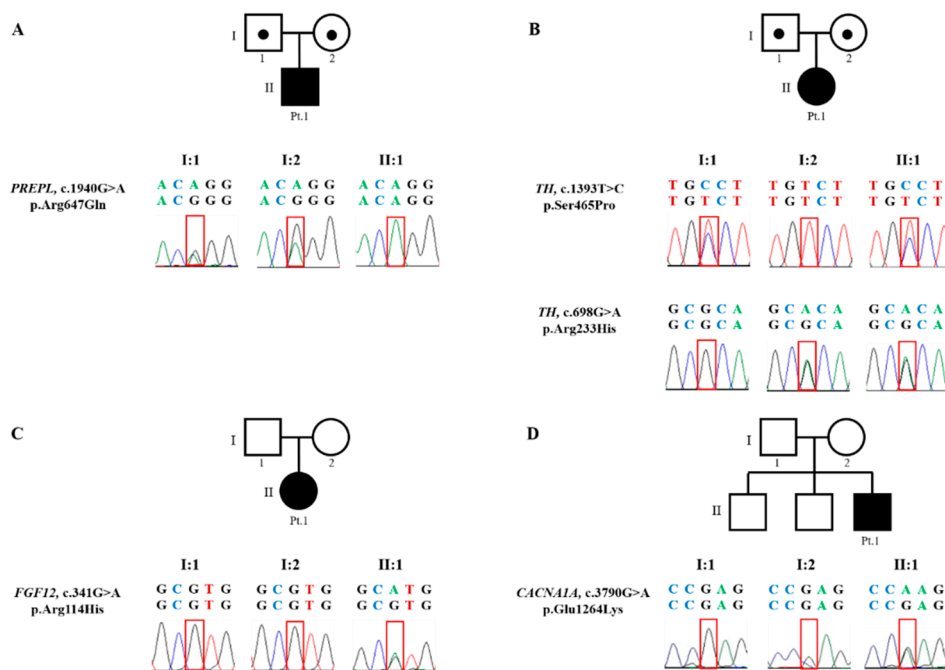 A
I
1
2
II
Pt.1
I:1 I:2 II:1
PREPL, c.1940G>A
p.Arg647Gln
A C A G G A C A G G A C A G G
A C G G G A C G G G A C A G G
B
I
1
2
II
Pt.1
I:1 I:2 II:1
TH, c.1393T>C
p.Ser465Pro
T G C C T T G T C T T G C C T
T G T C T T G T C T T G T C T
TH, c.698G>A
p.Arg233His
G C G C A G C A C A G C A C A
G C G C A G C G C A G C G C A
C
I
1
2
II
Pt.1
I:1 I:2 II:1
FGF12, c.341G>A
p.Arg114His
G C G T G G C G T G G C A T G
G C G T G G C G T G G C G T G
D
I
1
2
II
Pt.1
I:1 I:2 II:1
CACNA1A, c.3790G>A
p.Glu1264Lys
C C G A G C C G A G C C A A G
C C G A G C C G A G C C G A G